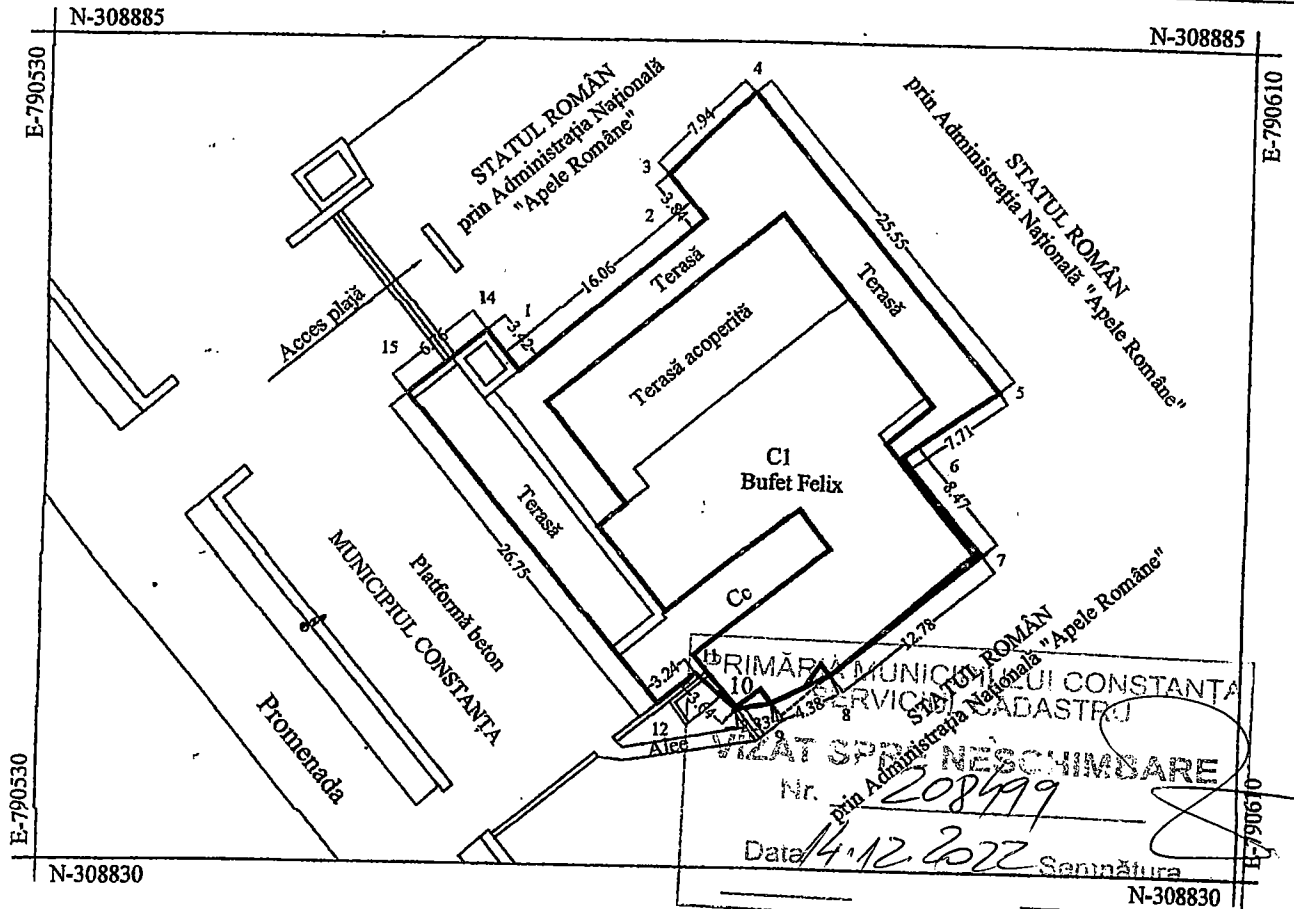 N-308885
N-308885
E-790530
E-790610
STATUL ROMÂN
prin Administrația Națională
"Apele Române"
STATUL ROMÂN
prin Administrația Națională "Apele Române"
4
7.94
3
3.84
2
16.06
25.55
Terasă
Terasă
Acces plajă
14
1
3.42
15
Terasă acoperită
5
7.71
6
8.47
C1
Bufet Felix
7
Terasă
26.75
Platformă beton
MUNICIPIUL CONSTANȚA
Cc
12.78
STATUL ROMÂN
prin Administrația Națională "Apele Române"
11
3.24
10
4.38
8
9
12
Alee
Promenada
PRIMĂRIA MUNICIPIULUI CONSTANȚA
SERVICIUL CADASTRU
VIZAT SPRE NESCHIMBARE
Nr. 208499
Data 14.12.2022 Semnătura
E-790530
E-790610
N-308830
N-308830